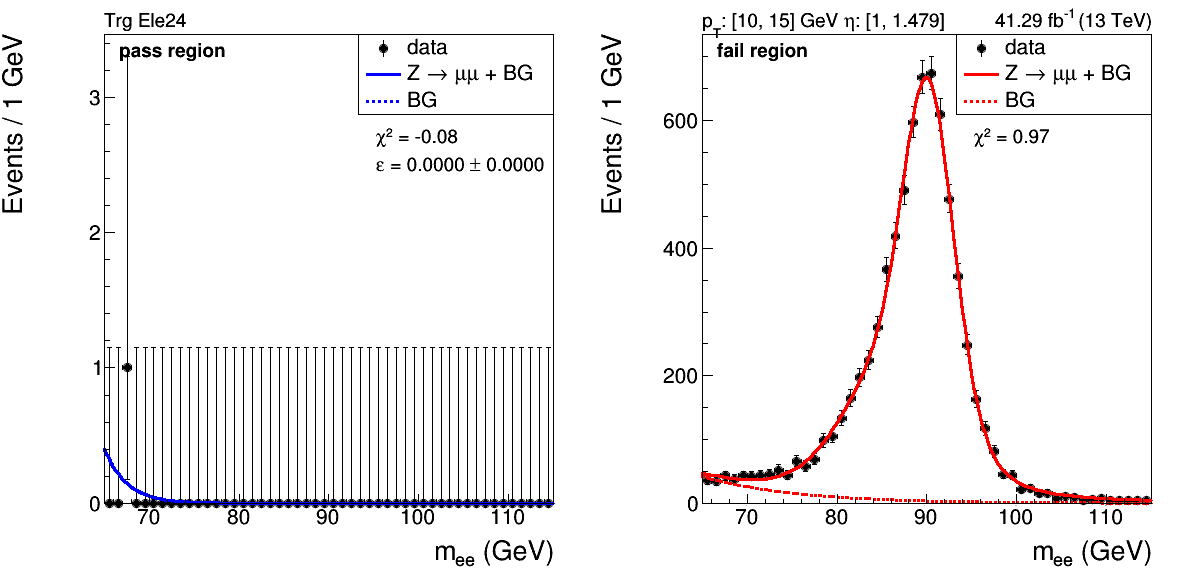 Trg Ele24
pass region
data
Z → μμ + BG
BG
χ² = -0.08
ε = 0.0000 ± 0.0000
Events / 1 GeV
3
2
1
0
70 80 90 100 110
m_ee (GeV)
p_T: [10, 15] GeV η: [1, 1.479] 41.29 fb⁻¹ (13 TeV)
fail region
data
Z → μμ + BG
BG
χ² = 0.97
Events / 1 GeV
600
400
200
0
70 80 90 100 110
m_ee (GeV)